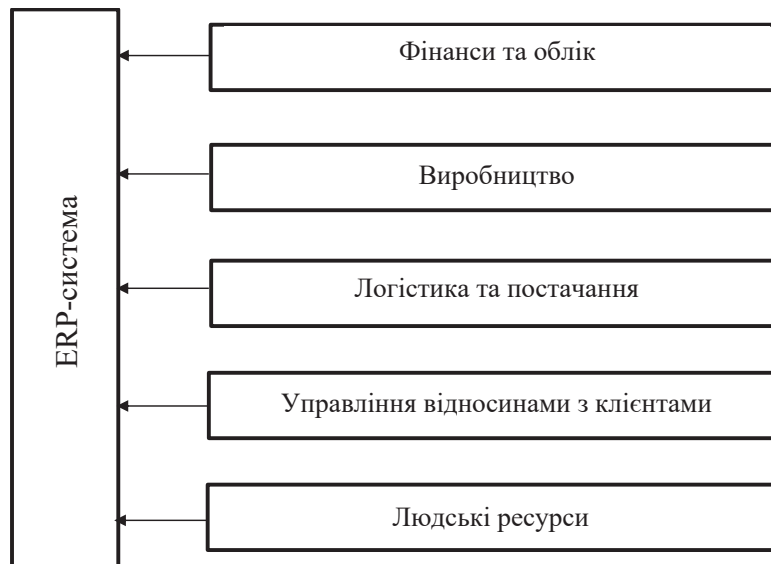 ERP-система
Фінанси та облік
Виробництво
Логістика та постачання
Управління відносинами з клієнтами
Людські ресурси